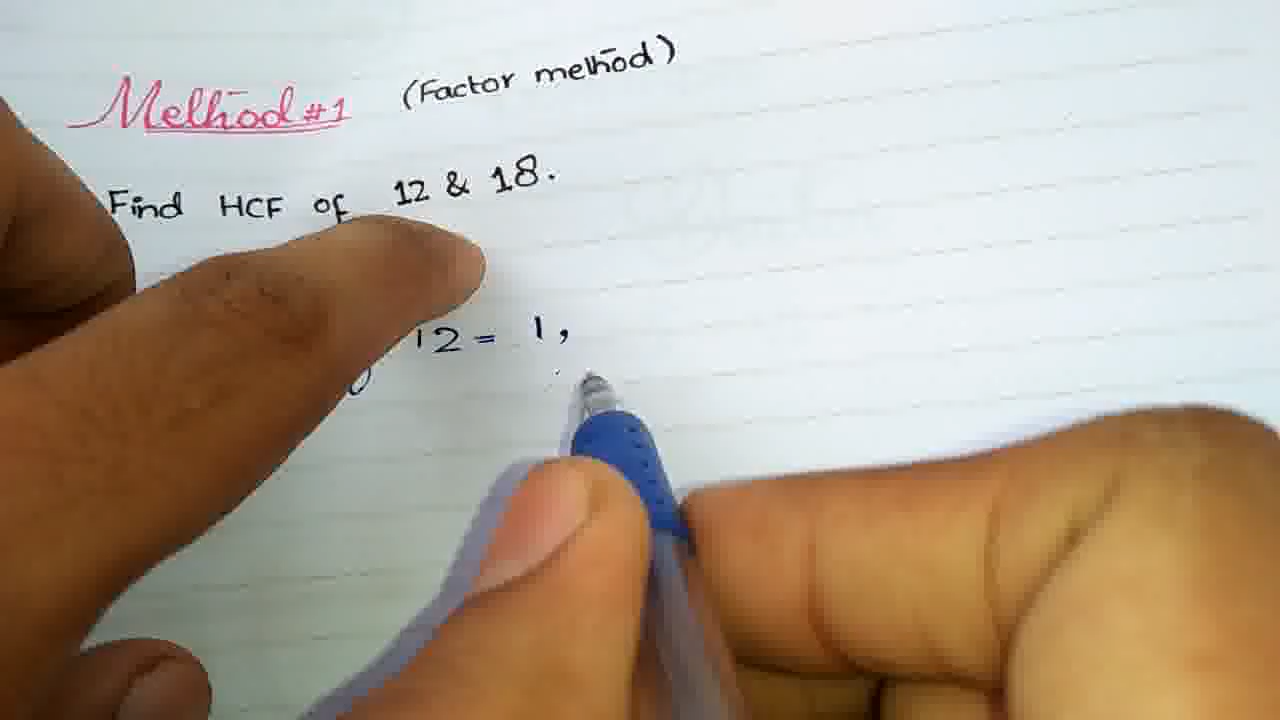 Method #1 (Factor method)
Find HCF of 12 & 18.
12 = 1,